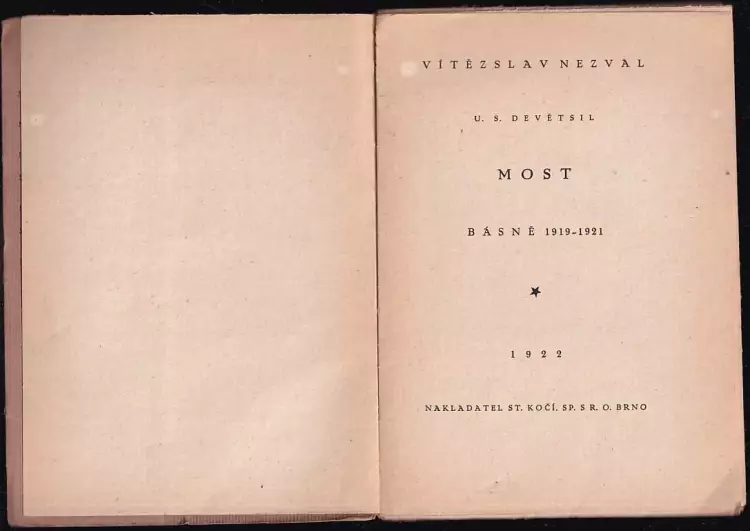 VÍTĚZSLAV NEZVAL
U. S. DEVĚTSIL
MOST
BÁSNĚ 1919-1921
1922
NAKLADATEL ST. KOČÍ. SP. S R. O. BRNO